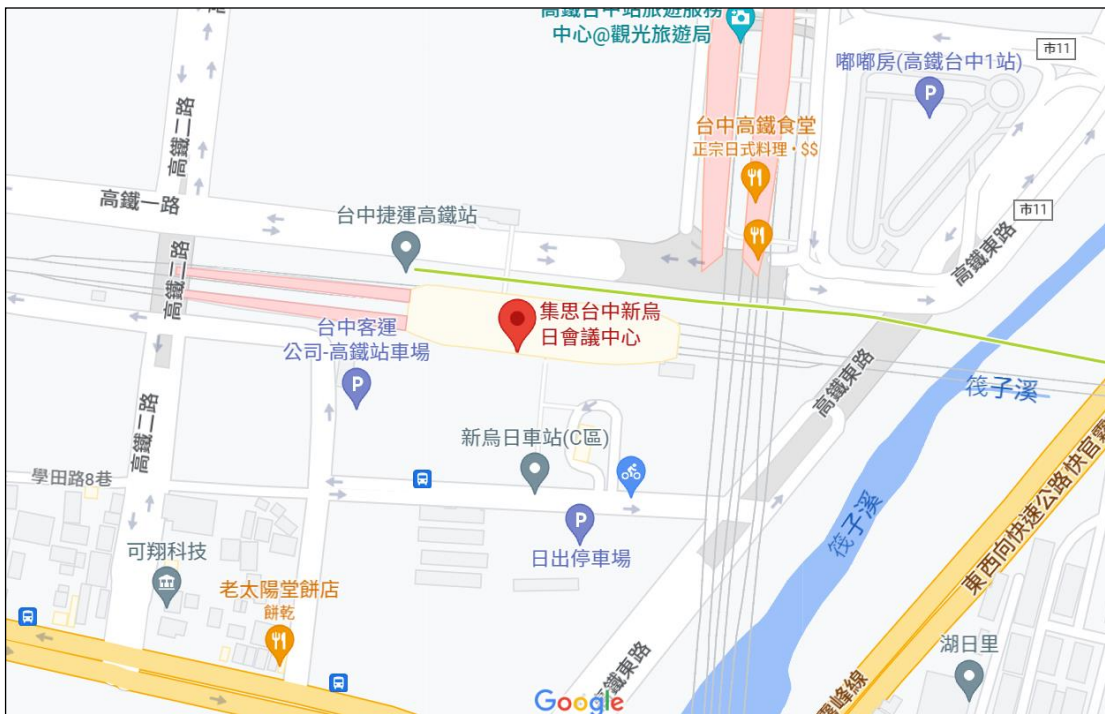 高鐵台中站旅遊服務
中心@觀光旅遊局
市11
嘟嘟房(高鐵台中1站)
高鐵二路
台中高鐵食堂
正宗日式料理・$$
高鐵一路
台中捷運高鐵站
市11
高鐵東路
高鐵二路
集思台中新烏
日會議中心
台中客運
公司-高鐵站車場
高鐵東路
筏子溪
高鐵二路
新烏日車站(C區)
學田路8巷
東西向快速公路快官霧
筏子溪
可翔科技
日出停車場
老太陽堂餅店
餅乾
湖日里
高鐵東路
霧峰線
Google